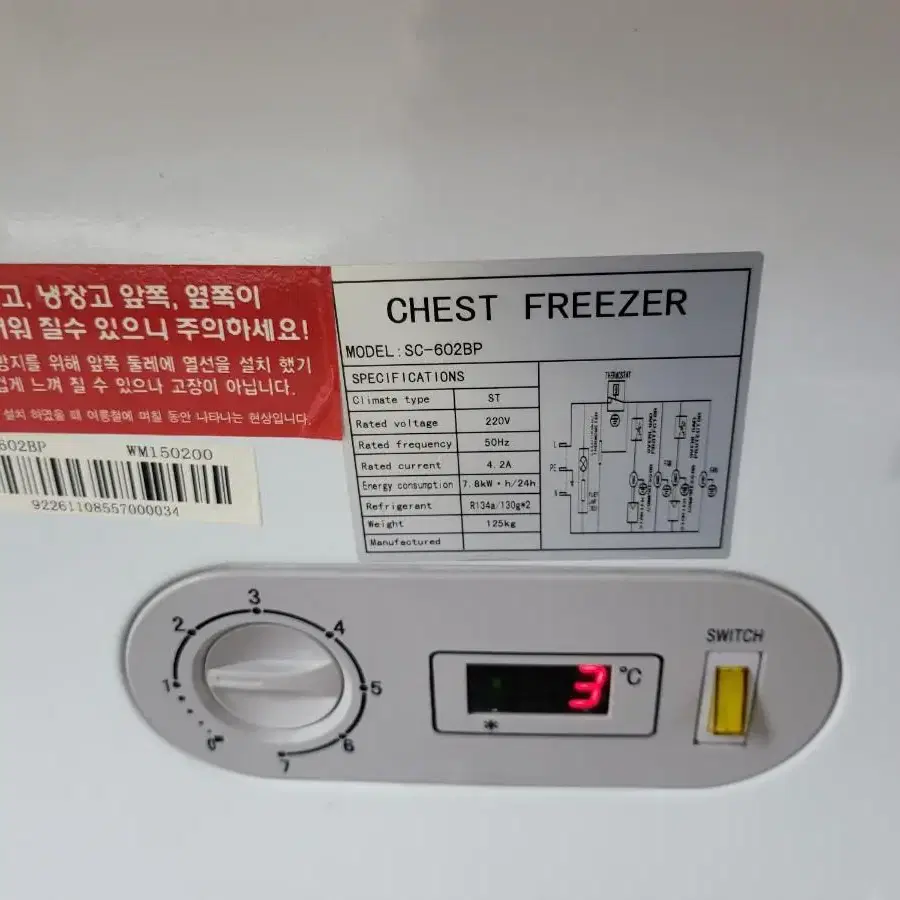 고, 냉장고 앞쪽, 옆쪽이
워 질수 있으니 주의하세요!
방지를 위해 앞쪽 둘레에 열선을 설치 했기
겁게 느껴 질 수 있으나 고장이 아닙니다.
설치 하였을 때 여름철에 며칠 동안 나타나는 현상입니다.
602BP WM150200
92261108557000034
CHEST FREEZER
MODEL:SC-602BP
SPECIFICATIONS
Climate type ST
Rated voltage 220V
Rated frequency 50Hz
Rated current 4.2A
Energy consumption 7.8kW·h/24h
Refrigerant R134a/130g*2
Weight 125kg
Manufactured
THERMOSTAT
L
PE
N
0
1
2
3
4
5
6
7
3 °C
*
SWITCH